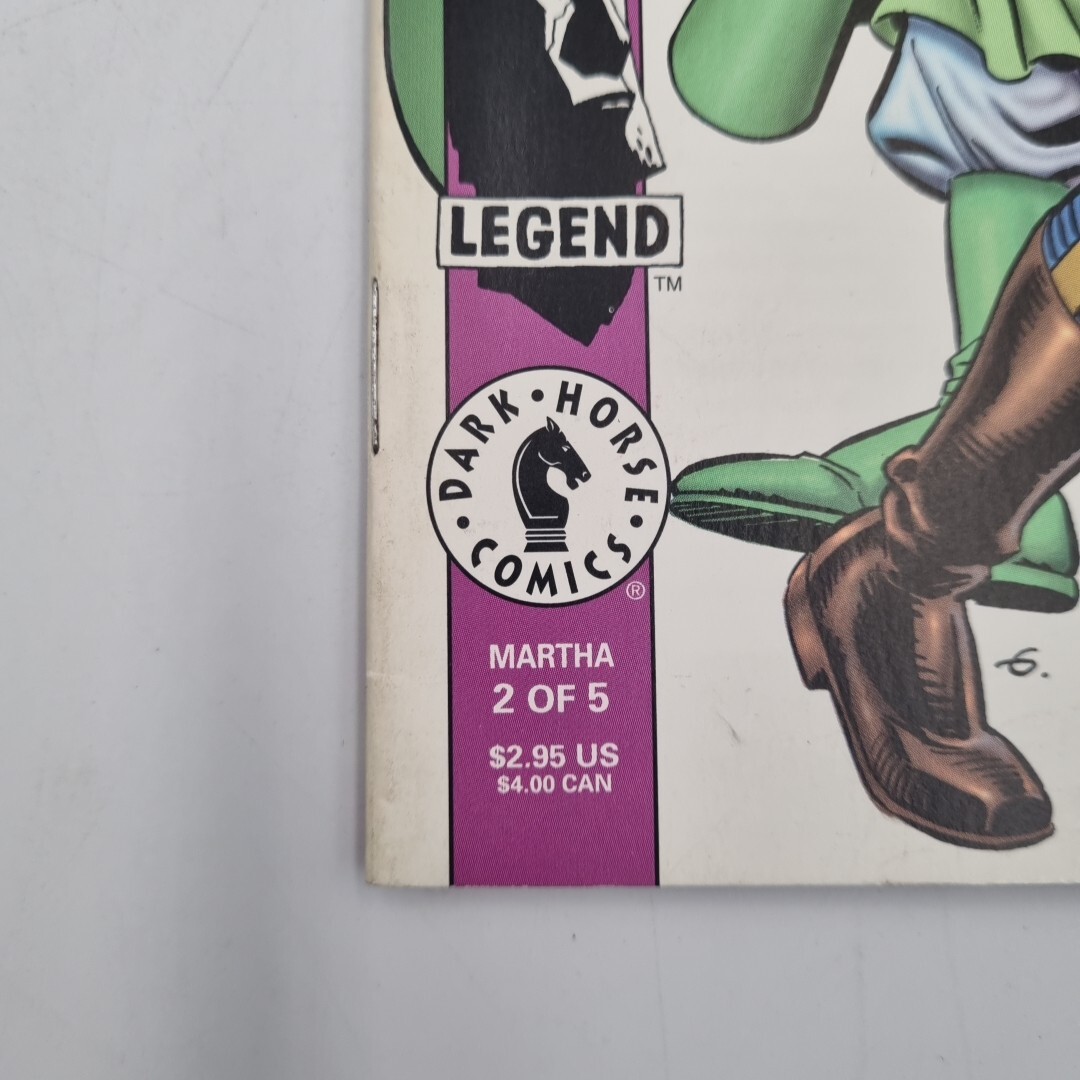 LEGEND
TM
DARK • HORSE
• COMICS •
®
MARTHA
2 OF 5
$2.95 US
$4.00 CAN
G.